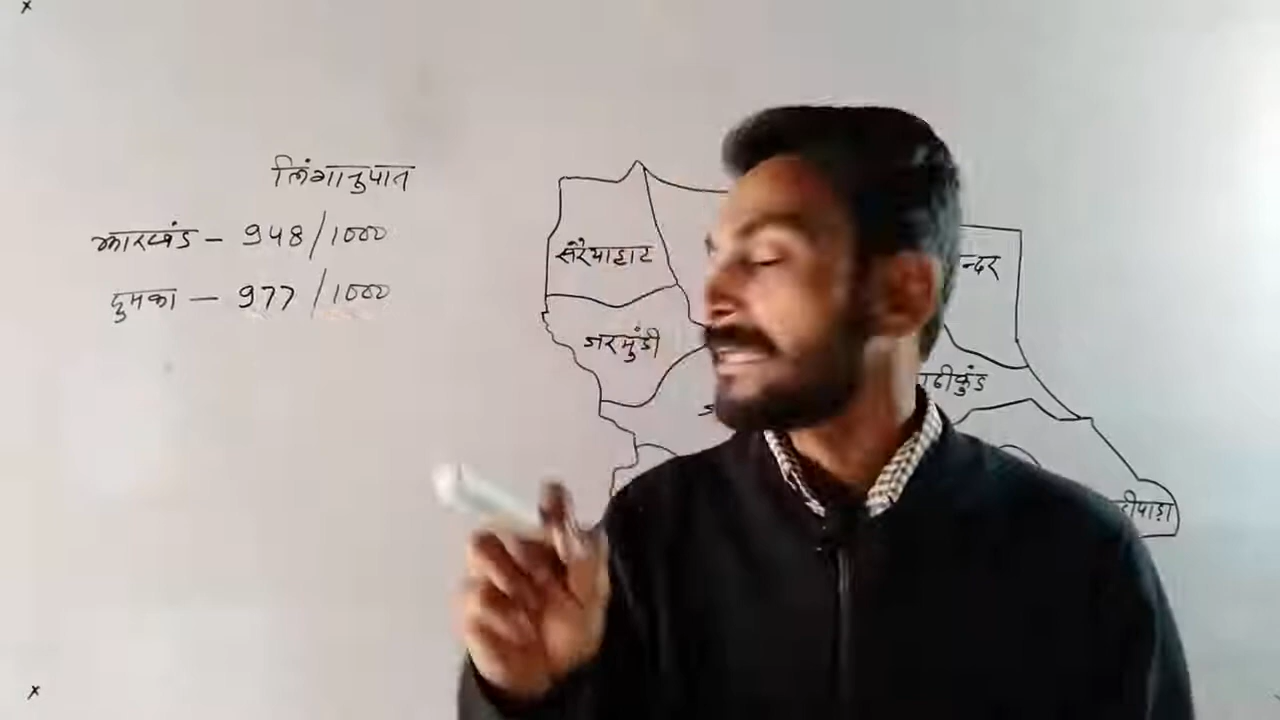 लिंगानुपात
झारखंड – 948/1000
दुमका – 977/1000
सरैयाहाट
जरमुंडी
न्दर
ाठीकुंड
ीपाड़ा